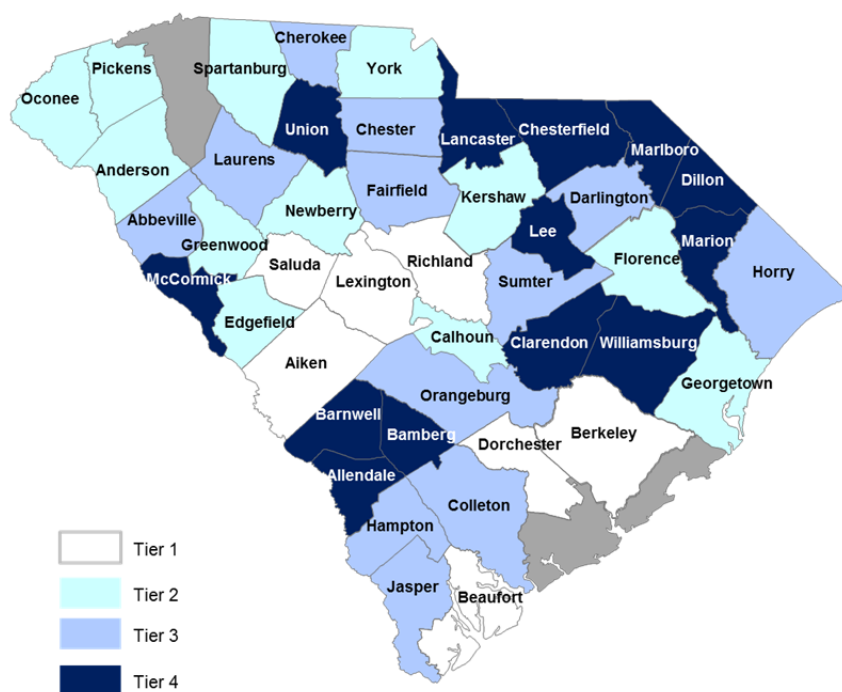 Cherokee
Pickens
Spartanburg
York
Oconee
Union
Chester
Lancaster
Chesterfield
Marlboro
Anderson
Laurens
Dillon
Fairfield
Kershaw
Darlington
Abbeville
Newberry
Greenwood
Lee
Marion
Florence
Saluda
Richland
Horry
McCormick
Lexington
Sumter
Edgefield
Calhoun
Clarendon
Williamsburg
Aiken
Georgetown
Orangeburg
Barnwell
Bamberg
Dorchester
Berkeley
Allendale
Colleton
Hampton
Tier 1
Jasper
Beaufort
Tier 2
Tier 3
Tier 4